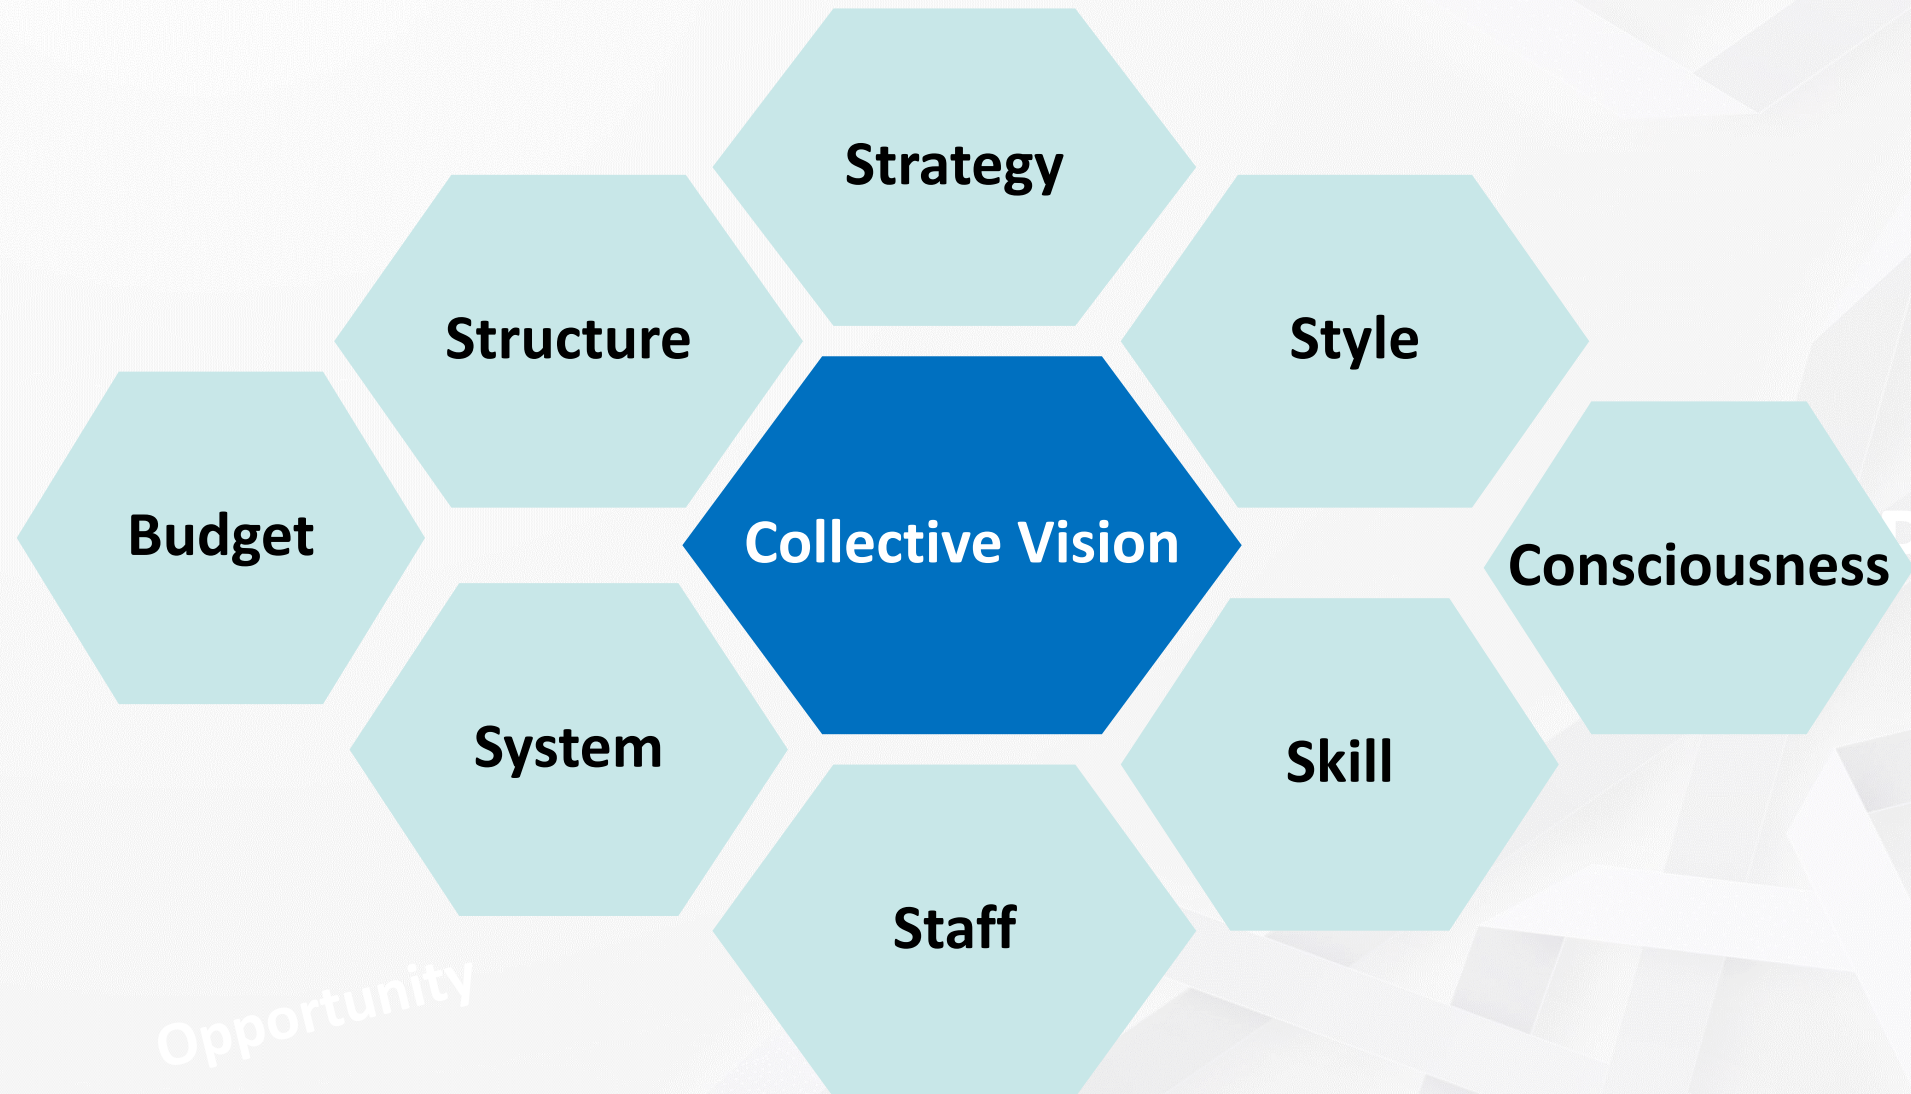 Strategy
Structure
Style
Budget
Collective Vision
Consciousness
System
Skill
Staff
Opportunity